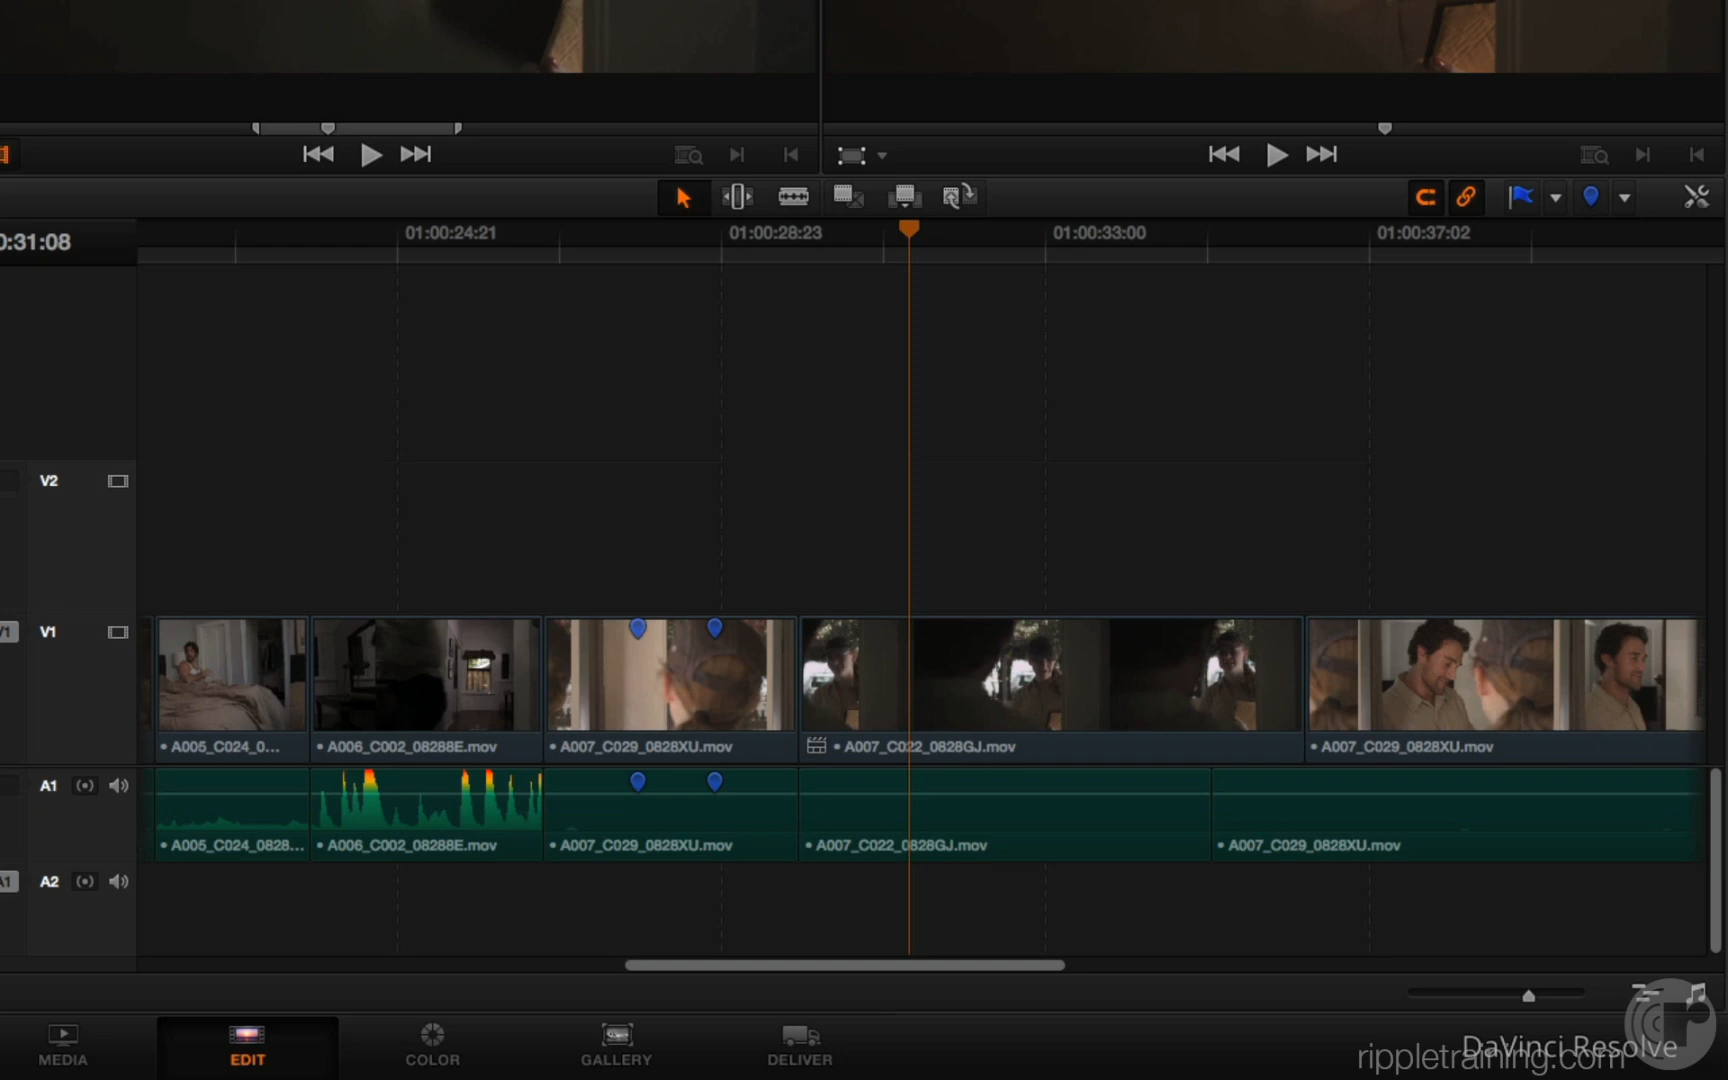 0:31:08
01:00:24:21
01:00:28:23
01:00:33:00
01:00:37:02
V2
V1
V1
A005_C024_0...
A006_C002_08288E.mov
A007_C029_0828XU.mov
A007_C022_0828GJ.mov
A007_C029_0828XU.mov
A1
A005_C024_0828...
A006_C002_08288E.mov
A007_C029_0828XU.mov
A007_C022_0828GJ.mov
A007_C029_0828XU.mov
A1
A2
MEDIA
EDIT
COLOR
GALLERY
DELIVER
DaVinci Resolve
rippletraining.com